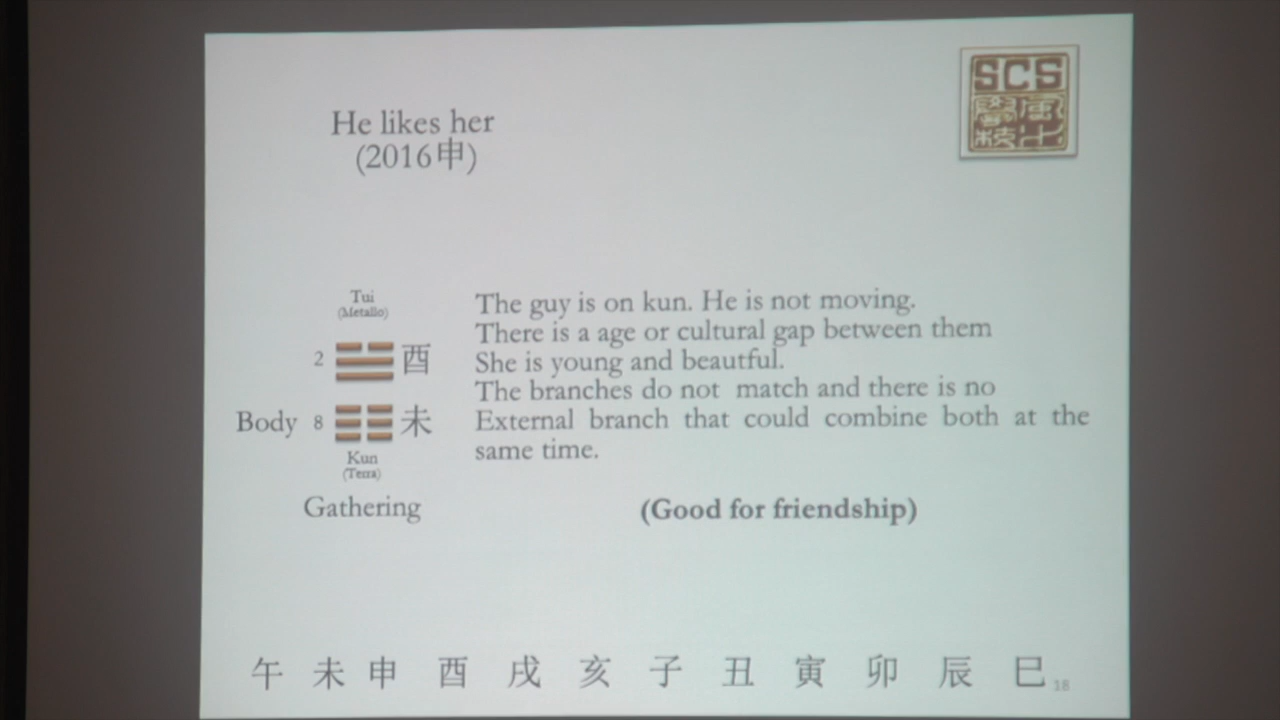 SCS
He likes her
(2016申)
Tui
(Metallo)
2 酉
Body 8 未
Kun
(Terra)
Gathering
The guy is on kun. He is not moving.
There is a age or cultural gap between them
She is young and beautful.
The branches do not match and there is no
External branch that could combine both at the
same time.
(Good for friendship)
午 未 申 酉 戌 亥 子 丑 寅 卯 辰 巳
18